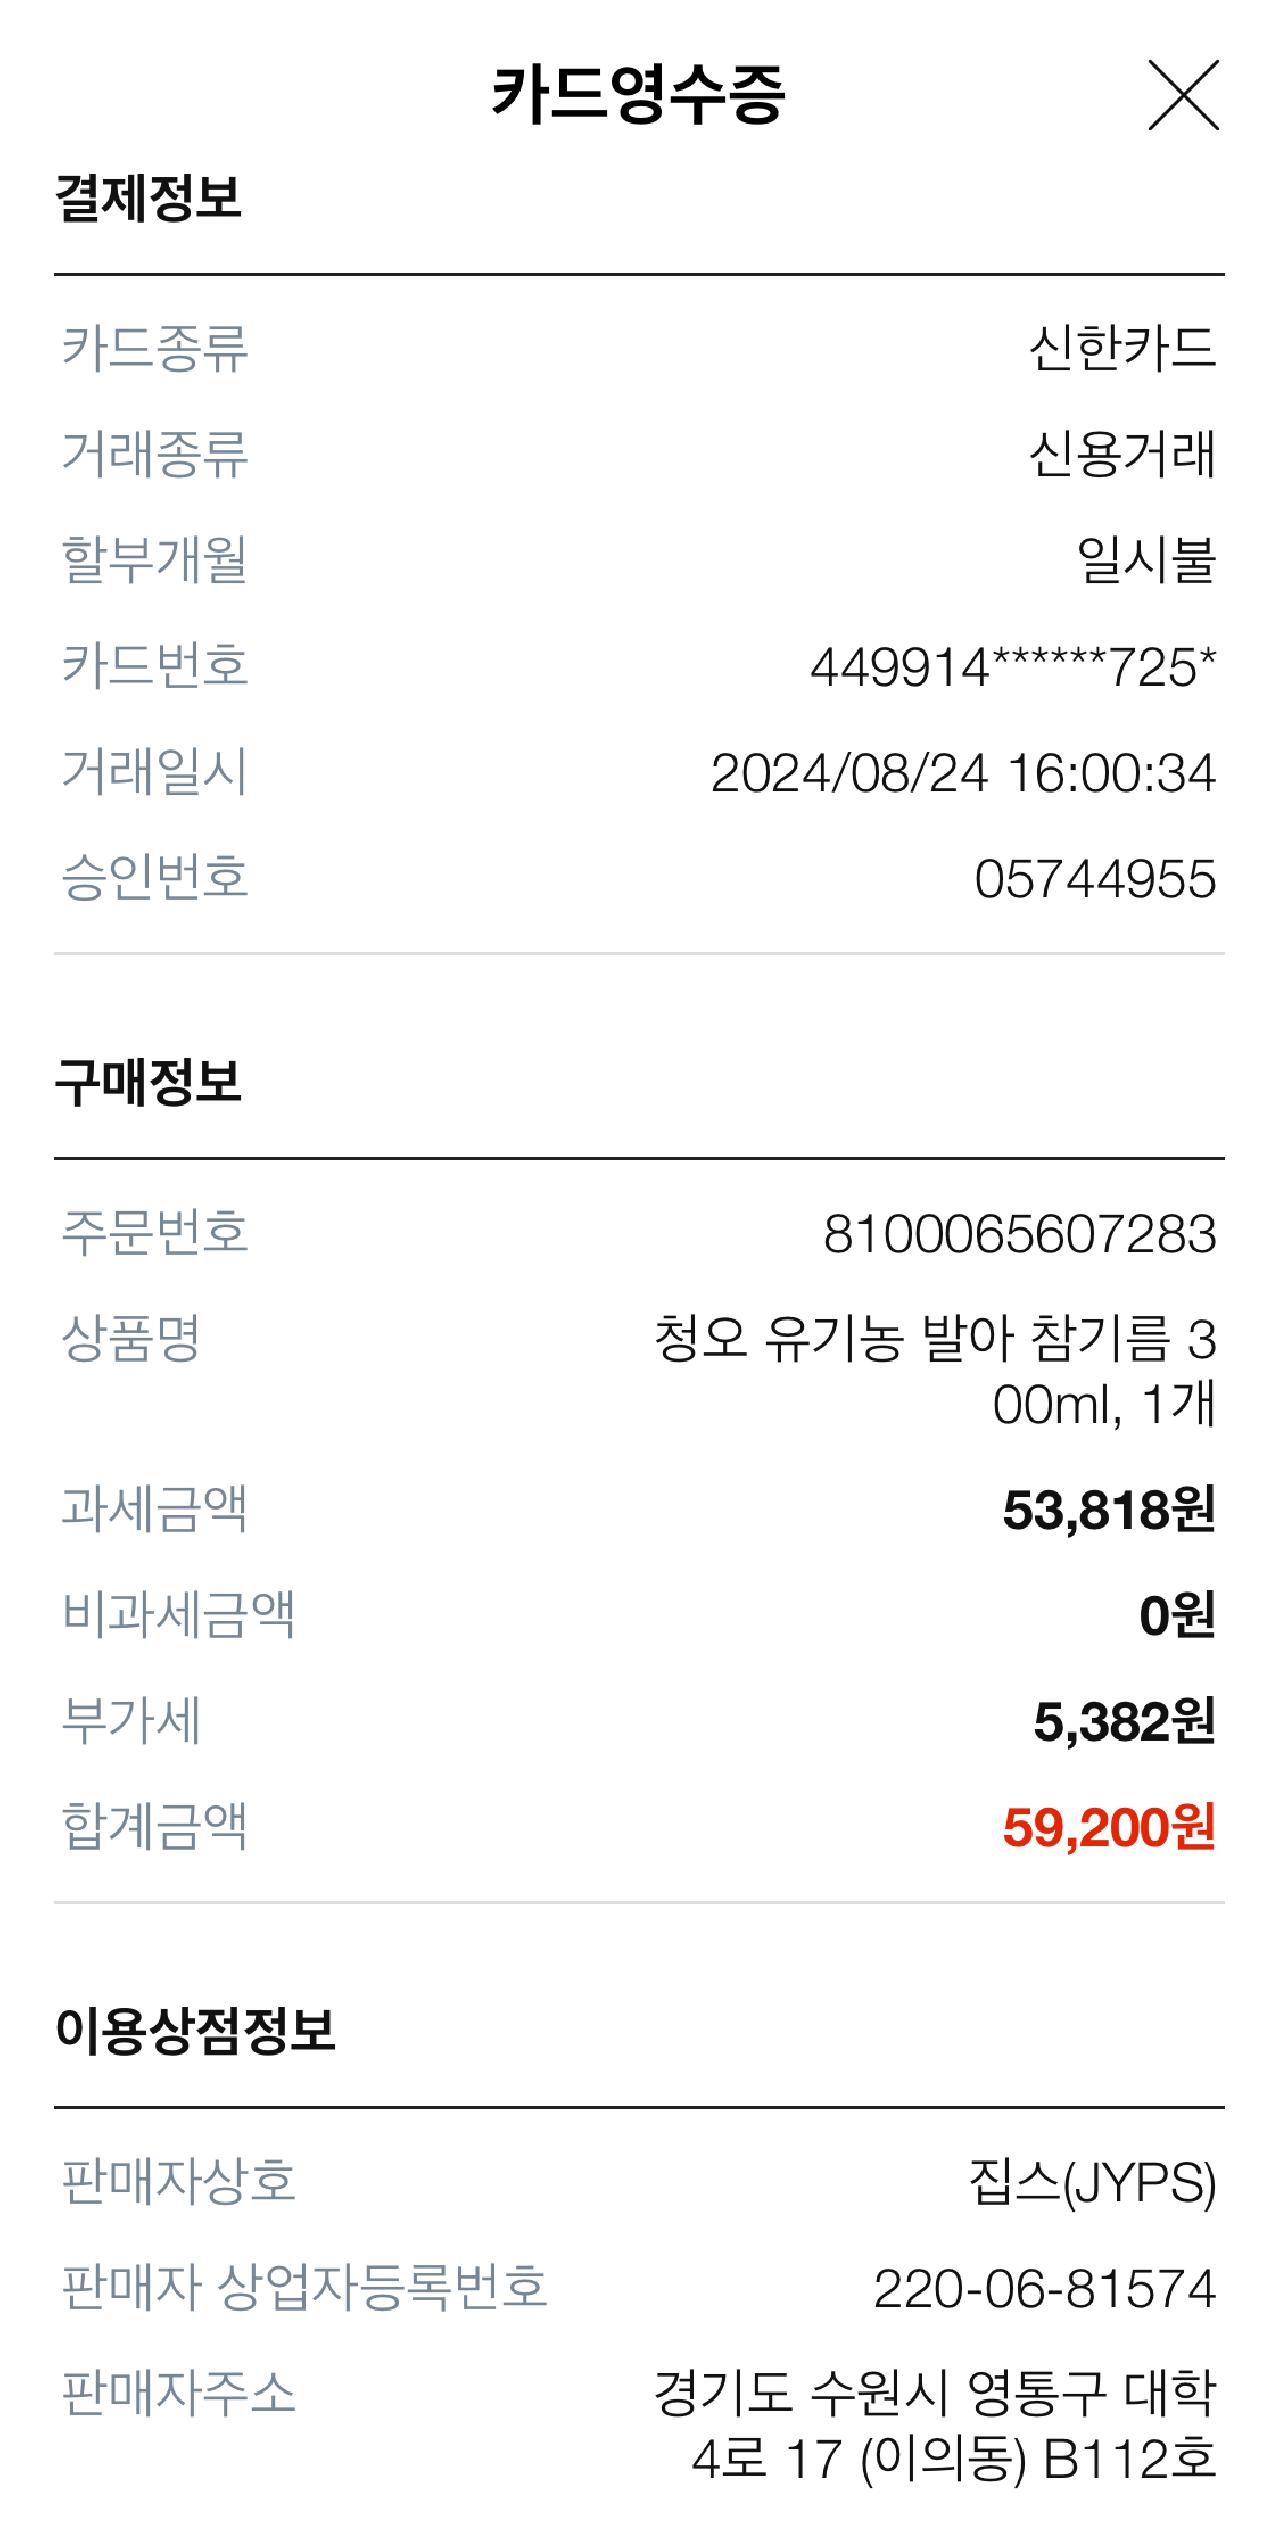 카드영수증
결제정보
카드종류 신한카드
거래종류 신용거래
할부개월 일시불
카드번호 449914******725*
거래일시 2024/08/24 16:00:34
승인번호 05744955
구매정보
주문번호 8100065607283
상품명 청오 유기농 발아 참기름 3
00ml, 1개
과세금액 53,818원
비과세금액 0원
부가세 5,382원
합계금액 59,200원
이용상점정보
판매자상호 집스(JYPS)
판매자 상업자등록번호 220-06-81574
판매자주소 경기도 수원시 영통구 대학
4로 17 (이의동) B112호